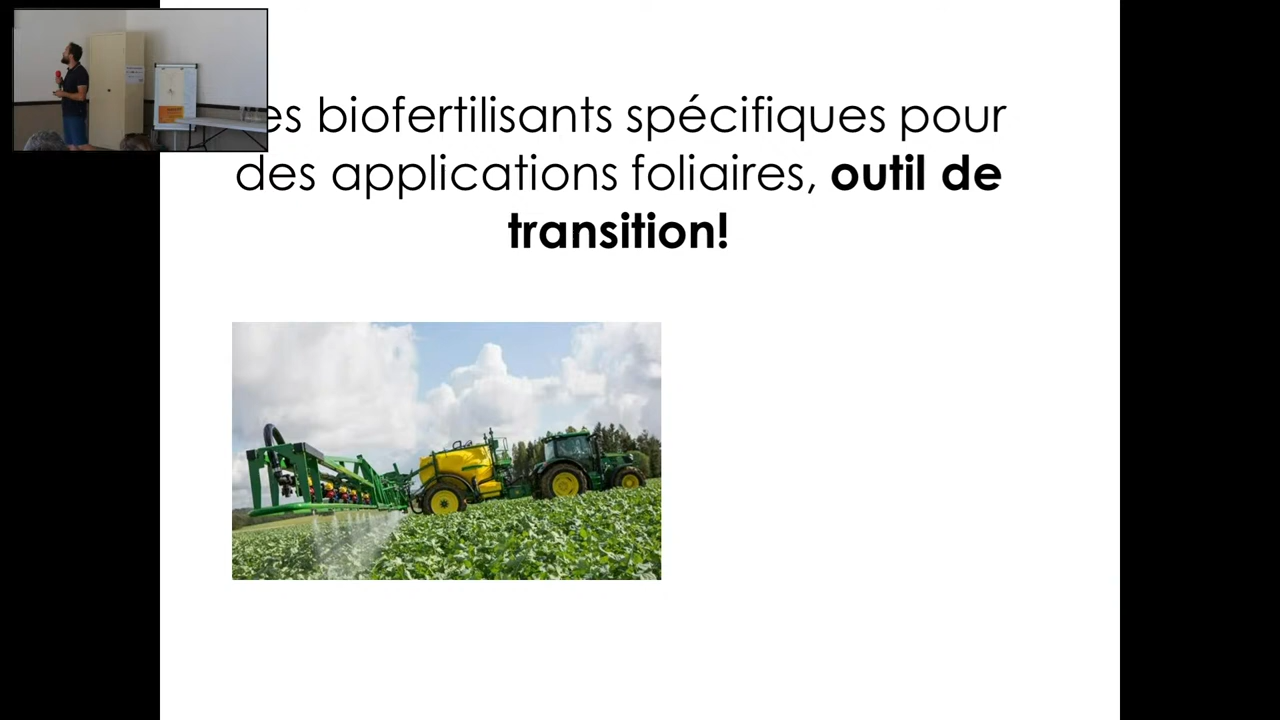 es biofertilisants spécifiques pour
des applications foliaires, outil de
transition!